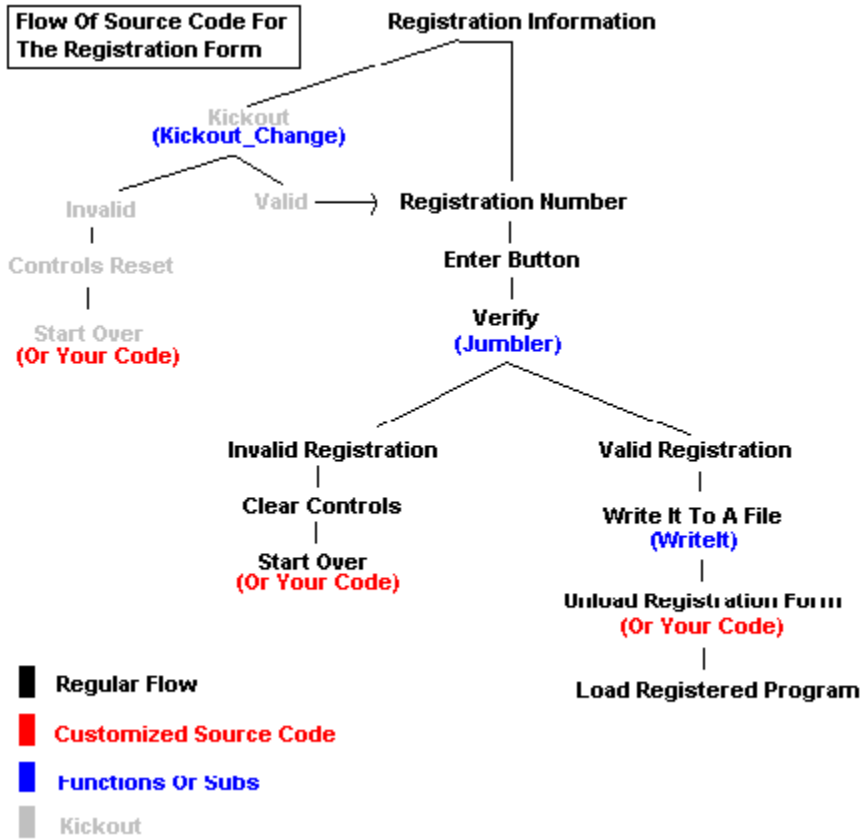 Flow Of Source Code For
The Registration Form
Registration Information
Kickout
(Kickout_Change)
Invalid
Valid
Registration Number
Controls Reset
Enter Button
Start Over
(Or Your Code)
Verify
(Jumbler)
Invalid Registration
Valid Registration
Clear Controls
Write It To A File
(WriteIt)
Start Over
(Or Your Code)
Unload Registration Form
(Or Your Code)
Load Registered Program
Regular Flow
Customized Source Code
Functions Or Subs
Kickout